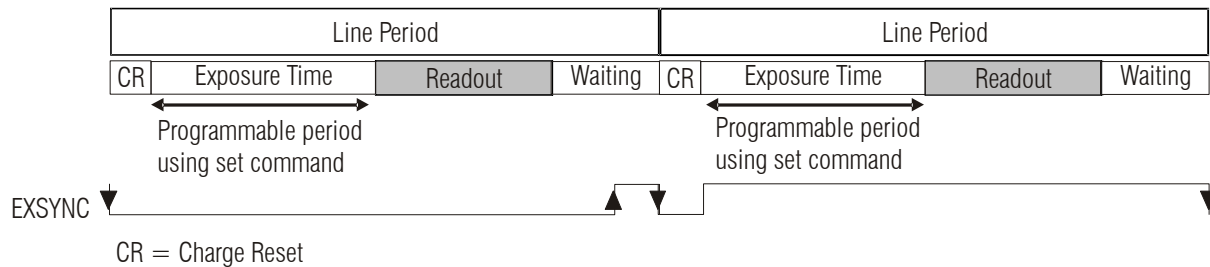 Line Period Line Period
CR Exposure Time Readout Waiting CR Exposure Time Readout Waiting
Programmable period Programmable period
using set command using set command
EXSYNC
CR = Charge Reset